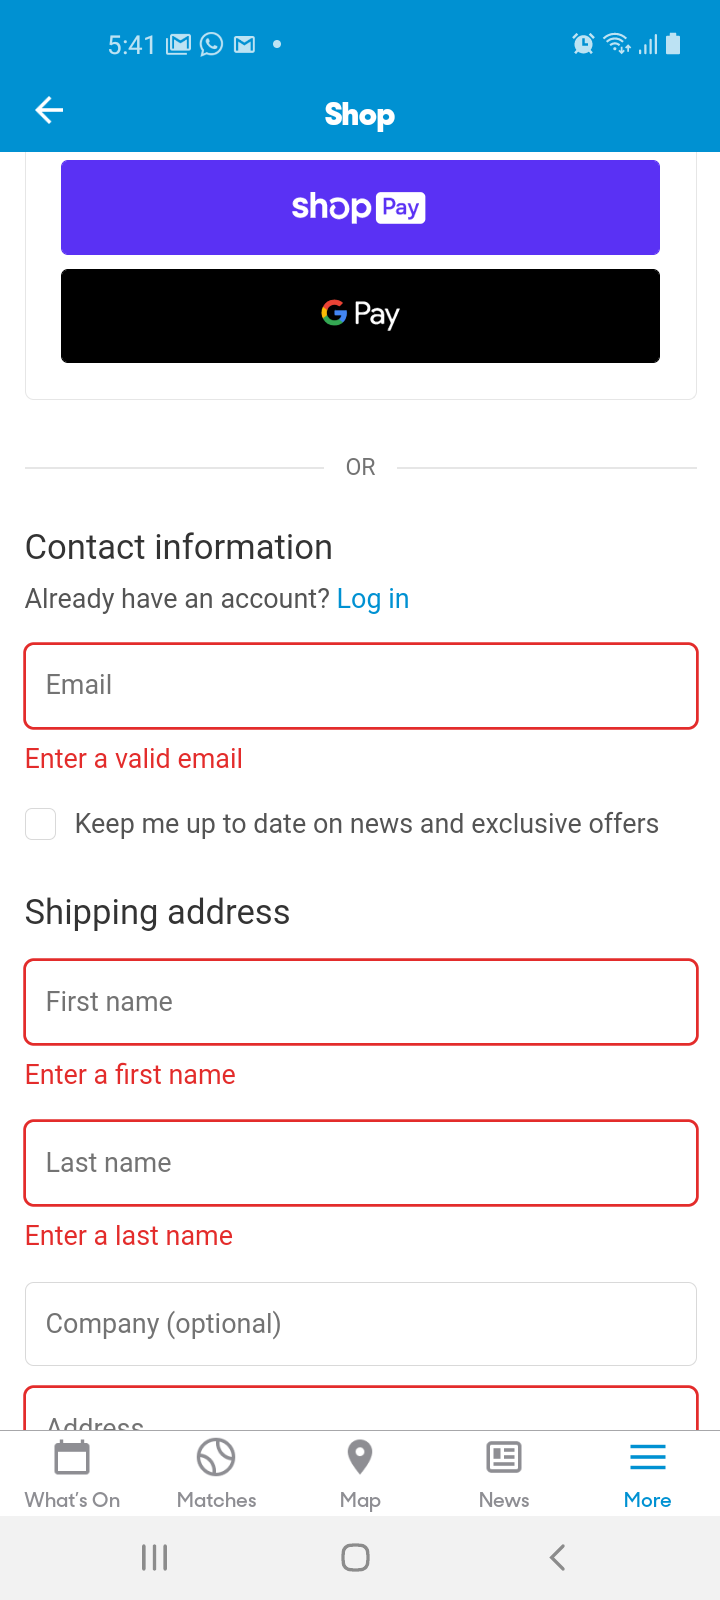 5:41
Shop
shop Pay
G Pay
OR
Contact information
Already have an account? Log in
Email
Enter a valid email
Keep me up to date on news and exclusive offers
Shipping address
First name
Enter a first name
Last name
Enter a last name
Company (optional)
Address
What's On
Matches
Map
News
More